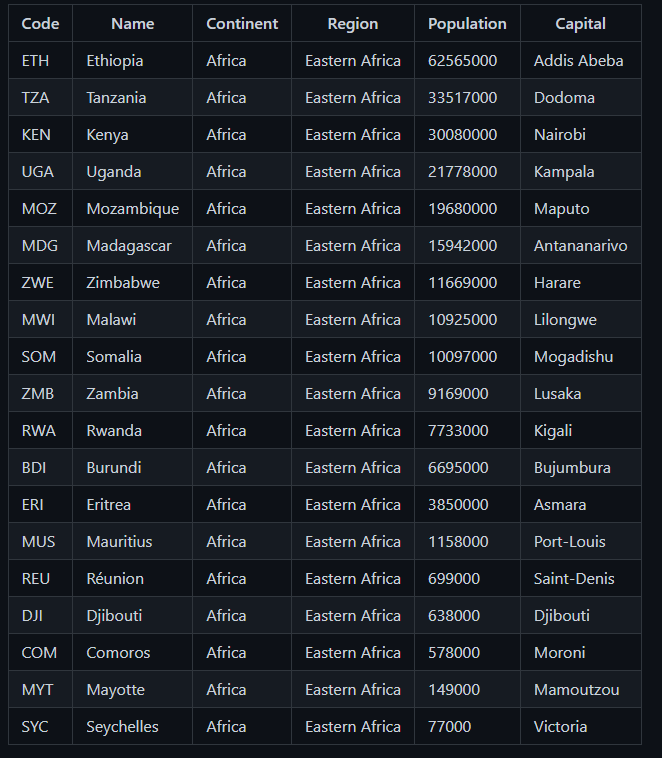 Code Name Continent Region Population Capital
ETH Ethiopia Africa Eastern Africa 62565000 Addis Abeba
TZA Tanzania Africa Eastern Africa 33517000 Dodoma
KEN Kenya Africa Eastern Africa 30080000 Nairobi
UGA Uganda Africa Eastern Africa 21778000 Kampala
MOZ Mozambique Africa Eastern Africa 19680000 Maputo
MDG Madagascar Africa Eastern Africa 15942000 Antananarivo
ZWE Zimbabwe Africa Eastern Africa 11669000 Harare
MWI Malawi Africa Eastern Africa 10925000 Lilongwe
SOM Somalia Africa Eastern Africa 10097000 Mogadishu
ZMB Zambia Africa Eastern Africa 9169000 Lusaka
RWA Rwanda Africa Eastern Africa 7733000 Kigali
BDI Burundi Africa Eastern Africa 6695000 Bujumbura
ERI Eritrea Africa Eastern Africa 3850000 Asmara
MUS Mauritius Africa Eastern Africa 1158000 Port-Louis
REU Réunion Africa Eastern Africa 699000 Saint-Denis
DJI Djibouti Africa Eastern Africa 638000 Djibouti
COM Comoros Africa Eastern Africa 578000 Moroni
MYT Mayotte Africa Eastern Africa 149000 Mamoutzou
SYC Seychelles Africa Eastern Africa 77000 Victoria